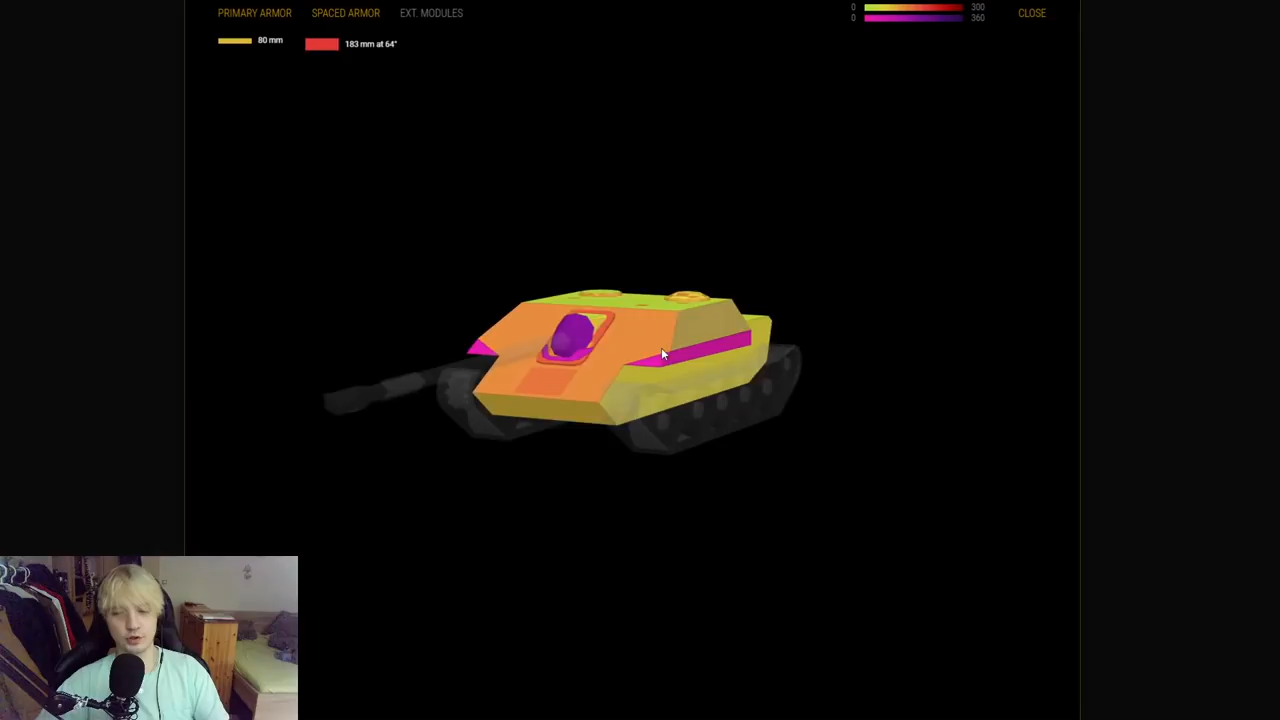 PRIMARY ARMOR SPACED ARMOR EXT. MODULES 0 300 CLOSE
0 360
80 mm 183 mm at 64°